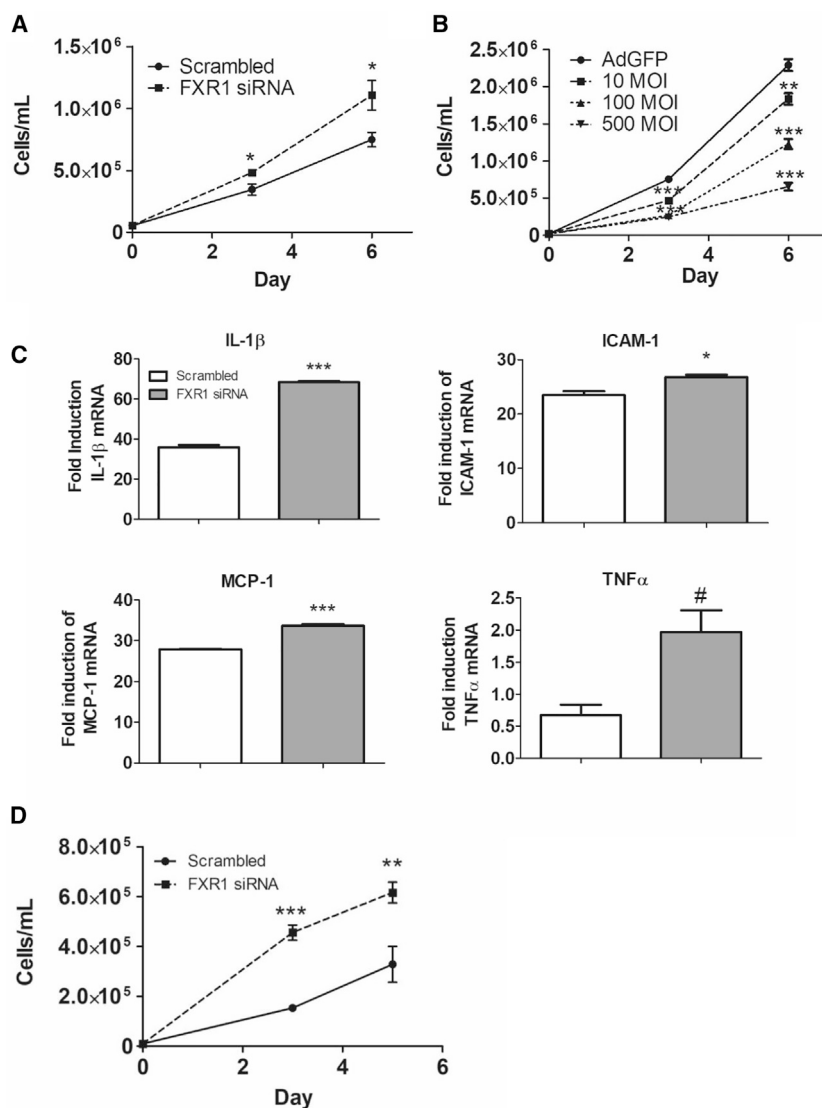 A
1.5×10⁶
1.0×10⁶
5.0×10⁵
0
Cells/mL
Scrambled
FXR1 siRNA
*
*
0 2 4 6
Day
B
2.5×10⁶
2.0×10⁶
1.5×10⁶
1.0×10⁶
5.0×10⁵
0
Cells/mL
AdGFP
10 MOI
100 MOI
500 MOI
**
***
***
***
***
0 2 4 6
Day
C
IL-1β
Fold Induction
IL-1β mRNA
80
60
40
20
0
Scrambled
FXR1 siRNA
***
ICAM-1
Fold induction of
ICAM-1 mRNA
30
20
10
0
*
MCP-1
Fold induction of
MCP-1 mRNA
40
30
20
10
0
***
TNFα
Fold induction
TNFα mRNA
2.5
2.0
1.5
1.0
0.5
0.0
#
D
8.0×10⁵
6.0×10⁵
4.0×10⁵
2.0×10⁵
0
Cells/mL
Scrambled
FXR1 siRNA
***
**
0 2 4 6
Day